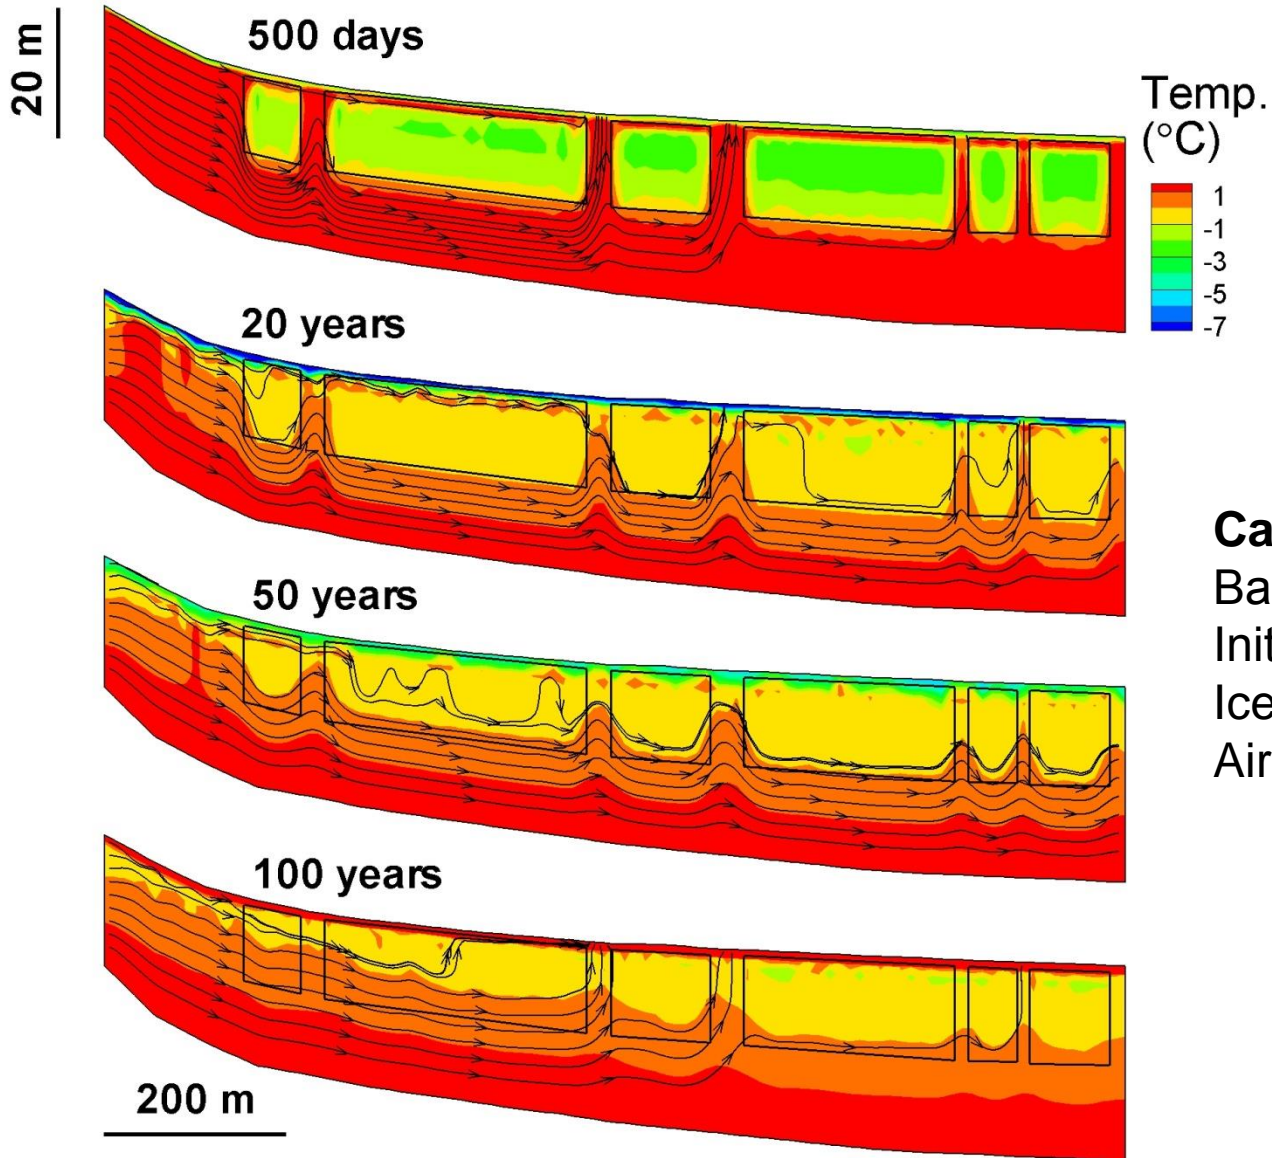 20 m
500 days
Temp.
(°C)
1
-1
-3
-5
-7
20 years
50 years
100 years
200 m
Ca
Ba
Init
Ice
Air